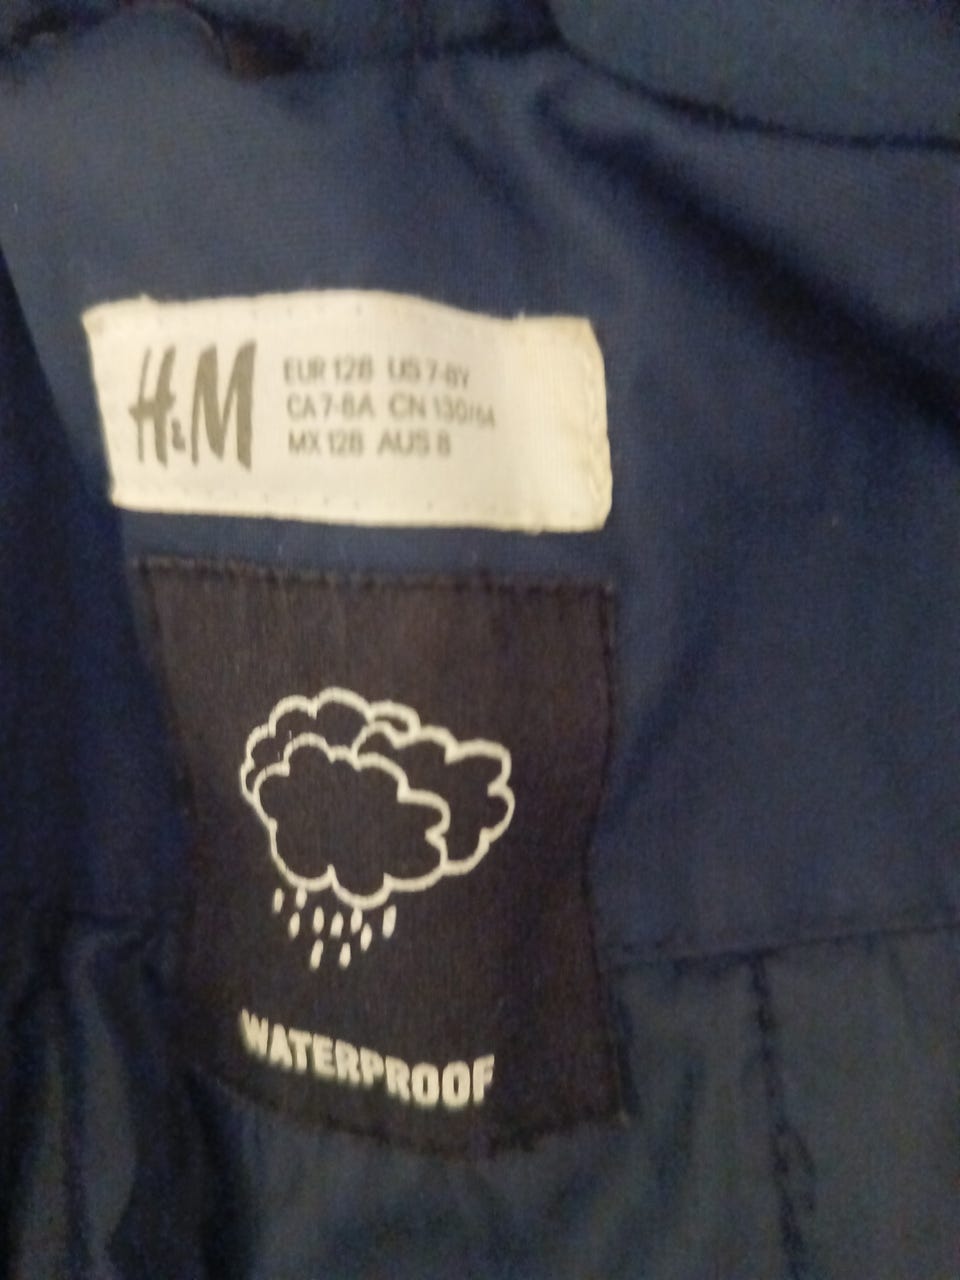 H&M
EUR 128 US 7-8Y
CA 7-8A CN 130/64
MX 128 AUS 8
WATERPROOF